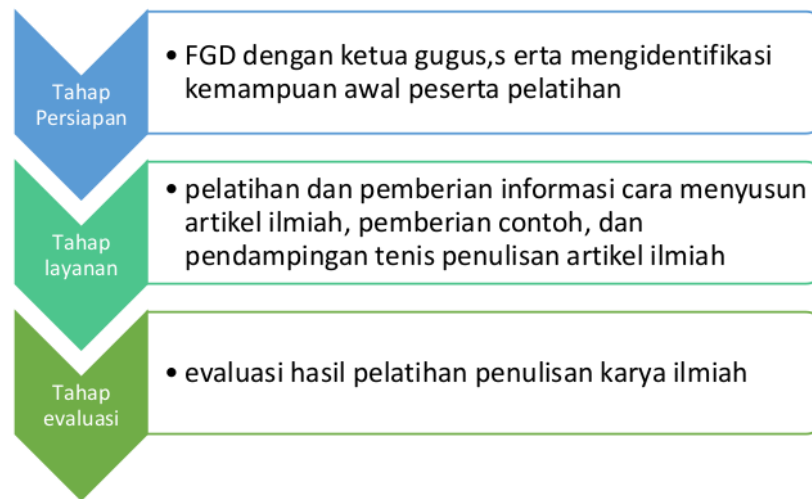 Tahap
Persiapan
• FGD dengan ketua gugus,s erta mengidentifikasi
kemampuan awal peserta pelatihan
Tahap
layanan
• pelatihan dan pemberian informasi cara menyusun
artikel ilmiah, pemberian contoh, dan
pendampingan tenis penulisan artikel ilmiah
Tahap
evaluasi
• evaluasi hasil pelatihan penulisan karya ilmiah